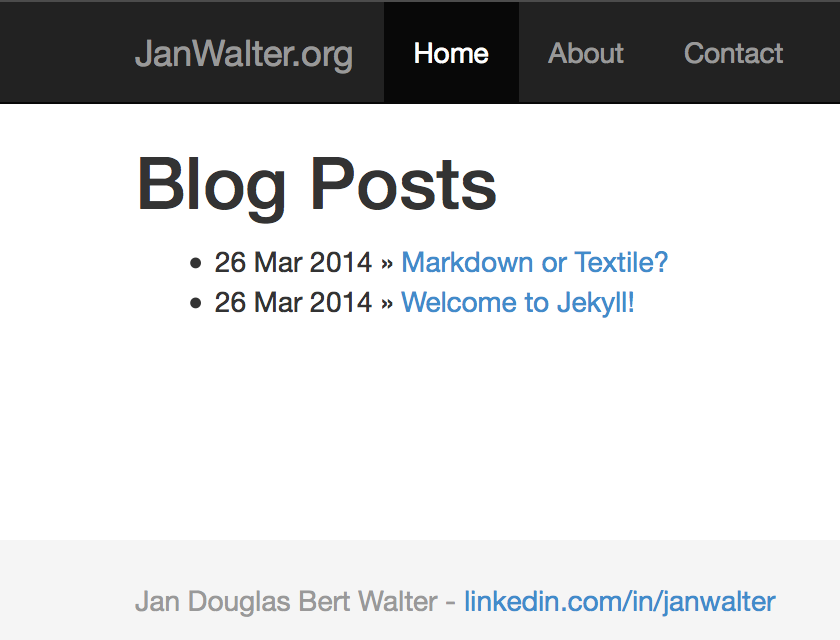 JanWalter.org Home About Contact
Blog Posts
• 26 Mar 2014 » Markdown or Textile?
• 26 Mar 2014 » Welcome to Jekyll!
Jan Douglas Bert Walter - linkedin.com/in/janwalter